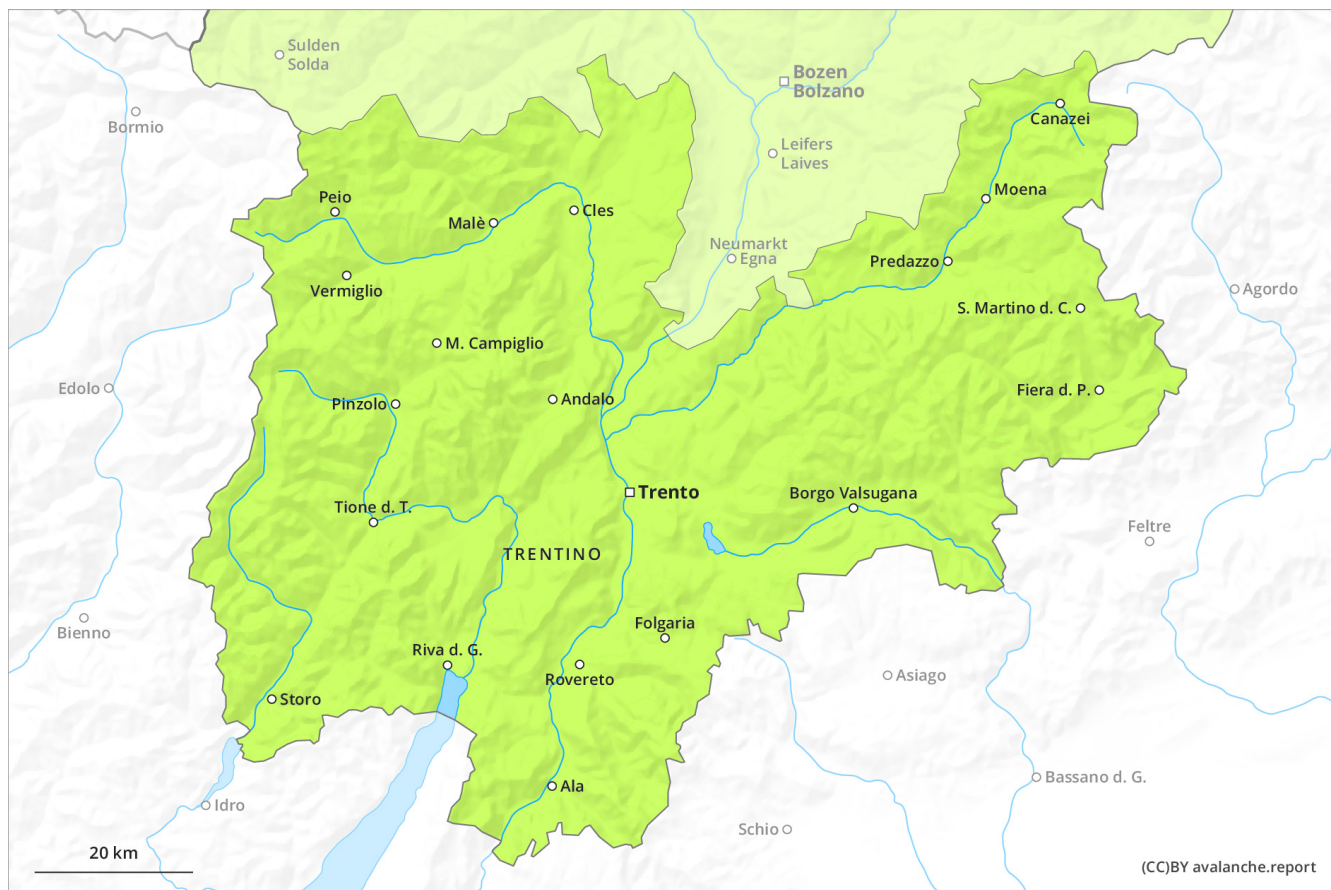 Sulden
Solda
Bozen
Bolzano
Bormio
Canazei
Leifers
Laives
Peio
Moena
Malè
Cles
Neumarkt
Egna
Predazzo
Vermiglio
Agordo
S. Martino d. C.
M. Campiglio
Edolo
Fiera d. P.
Pinzolo
Andalo
Trento
Borgo Valsugana
Tione d. T.
Feltre
TRENTINO
Bienno
Folgaria
Riva d. G.
Asiago
Rovereto
Storo
Bassano d. G.
Ala
Idro
Schio
20 km
(CC)BY avalanche.report